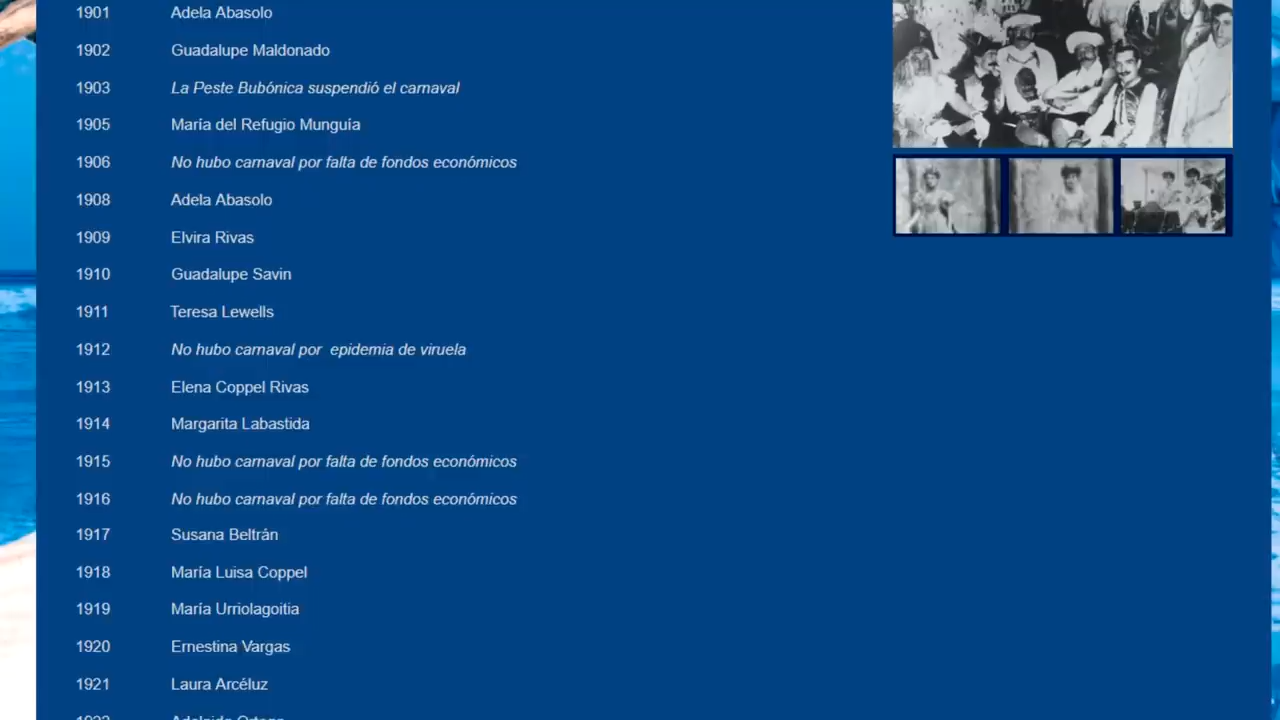 1901 Adela Abasolo
1902 Guadalupe Maldonado
1903 La Peste Bubónica suspendió el carnaval
1905 María del Refugio Munguía
1906 No hubo carnaval por falta de fondos económicos
1908 Adela Abasolo
1909 Elvira Rivas
1910 Guadalupe Savin
1911 Teresa Lewells
1912 No hubo carnaval por epidemia de viruela
1913 Elena Coppel Rivas
1914 Margarita Labastida
1915 No hubo carnaval por falta de fondos económicos
1916 No hubo carnaval por falta de fondos económicos
1917 Susana Beltrán
1918 María Luisa Coppel
1919 María Urriolagoitia
1920 Ernestina Vargas
1921 Laura Arcéluz